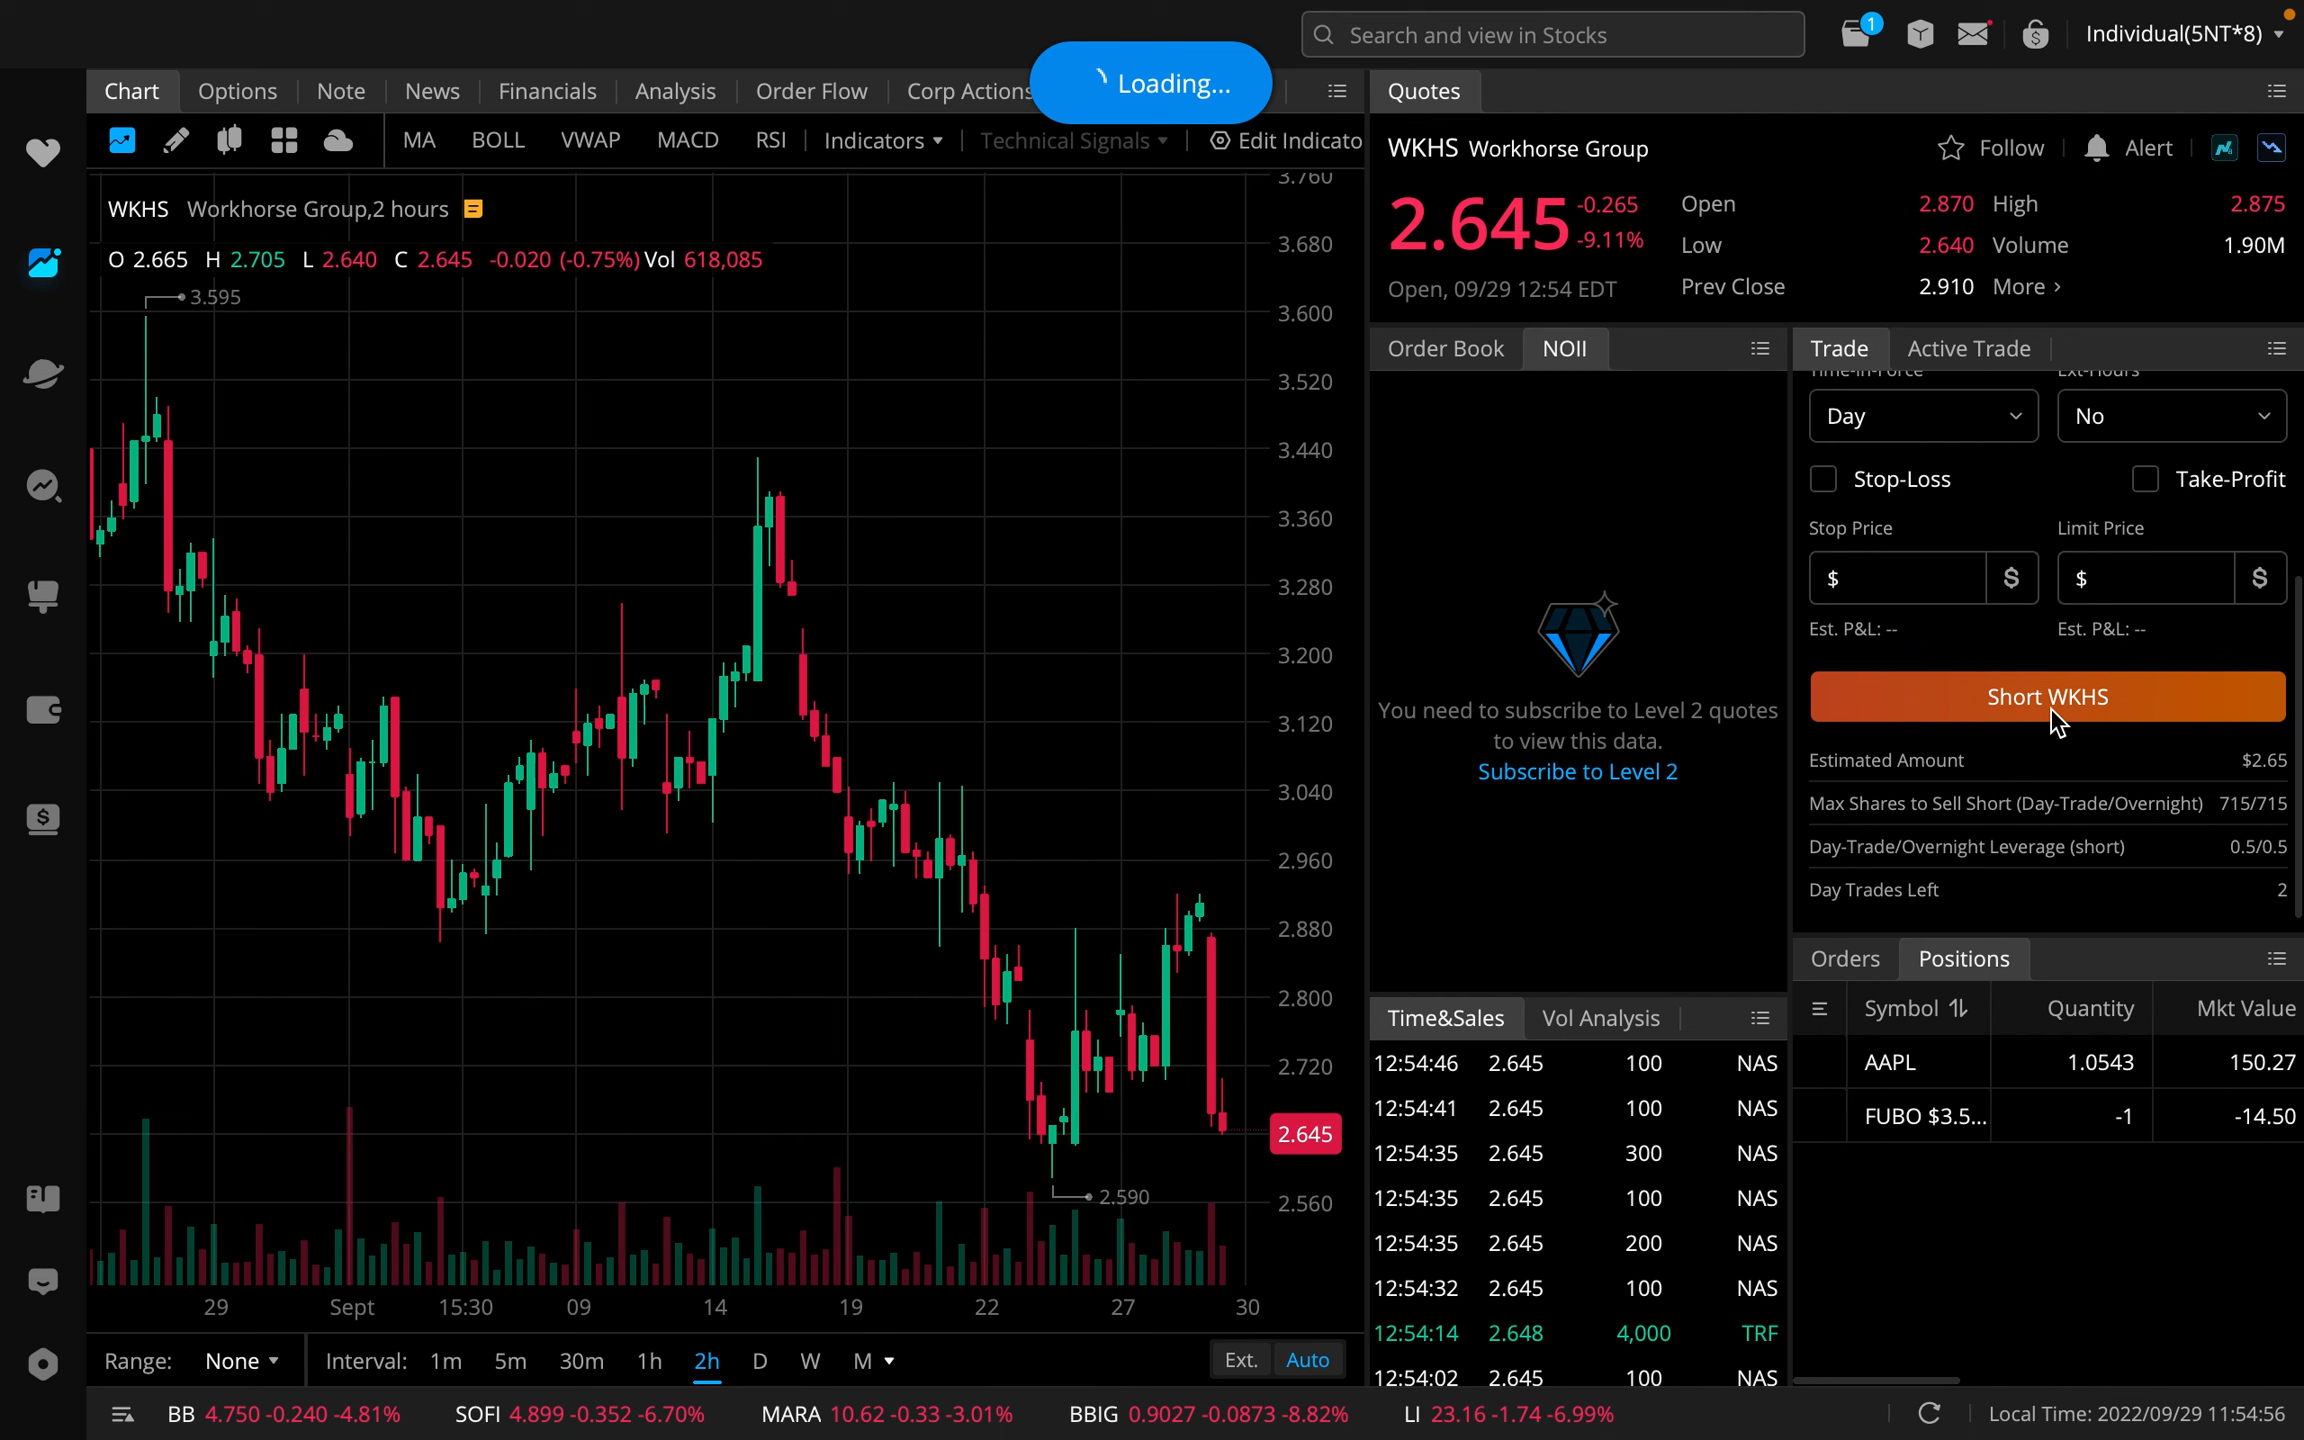 Search and view in Stocks
1
Individual(5NT*8)
Loading...
Chart Options Note News Financials Analysis Order Flow Corp Actions
MA BOLL VWAP MACD RSI Indicators Technical Signals Edit Indicato
WKHS Workhorse Group,2 hours
O 2.665 H 2.705 L 2.640 C 2.645 -0.020 (-0.75%) Vol 618,085
3.595
2.590
3.760
3.680
3.600
3.520
3.440
3.360
3.280
3.200
3.120
3.040
2.960
2.880
2.800
2.720
2.645
2.560
29 Sept 15:30 09 14 19 22 27 30
Range: None Interval: 1m 5m 30m 1h 2h D W M Ext. Auto
Quotes
WKHS Workhorse Group Follow Alert
2.645 -0.265
-9.11%
Open, 09/29 12:54 EDT
Open 2.870 High 2.875
Low 2.640 Volume 1.90M
Prev Close 2.910 More
Order Book NOII
You need to subscribe to Level 2 quotes
to view this data.
Subscribe to Level 2
Time&Sales Vol Analysis
12:54:46 2.645 100 NAS
12:54:41 2.645 100 NAS
12:54:35 2.645 300 NAS
12:54:35 2.645 100 NAS
12:54:35 2.645 200 NAS
12:54:32 2.645 100 NAS
12:54:14 2.648 4,000 TRF
12:54:02 2.645 100 NAS
Trade Active Trade
Time-in-Force Ext-Hours
Day No
Stop-Loss Take-Profit
Stop Price Limit Price
$ $ $ $
Est. P&L: -- Est. P&L: --
Short WKHS
Estimated Amount $2.65
Max Shares to Sell Short (Day-Trade/Overnight) 715/715
Day-Trade/Overnight Leverage (short) 0.5/0.5
Day Trades Left 2
Orders Positions
Symbol Quantity Mkt Value
AAPL 1.0543 150.27
FUBO $3.5... -1 -14.50
BB 4.750 -0.240 -4.81% SOFI 4.899 -0.352 -6.70% MARA 10.62 -0.33 -3.01% BBIG 0.9027 -0.0873 -8.82% LI 23.16 -1.74 -6.99%
Local Time: 2022/09/29 11:54:56